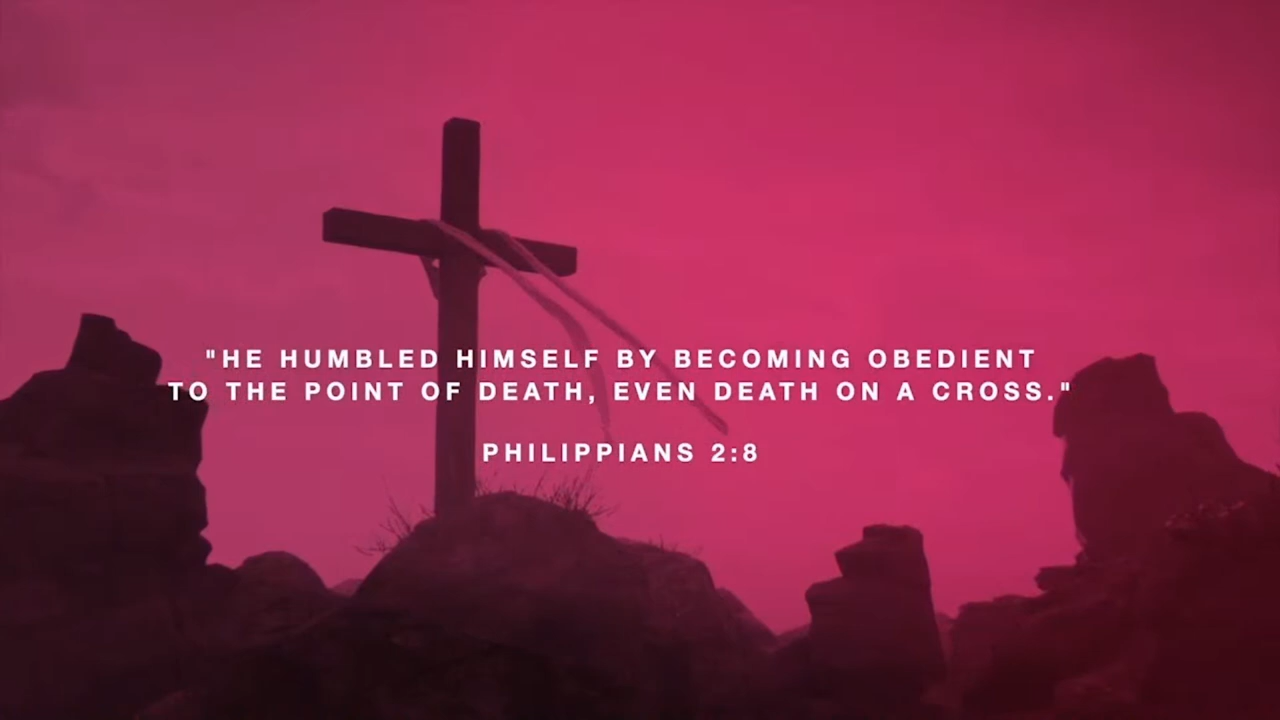 "HE HUMBLED HIMSELF BY BECOMING OBEDIENT
TO THE POINT OF DEATH, EVEN DEATH ON A CROSS."
PHILIPPIANS 2:8